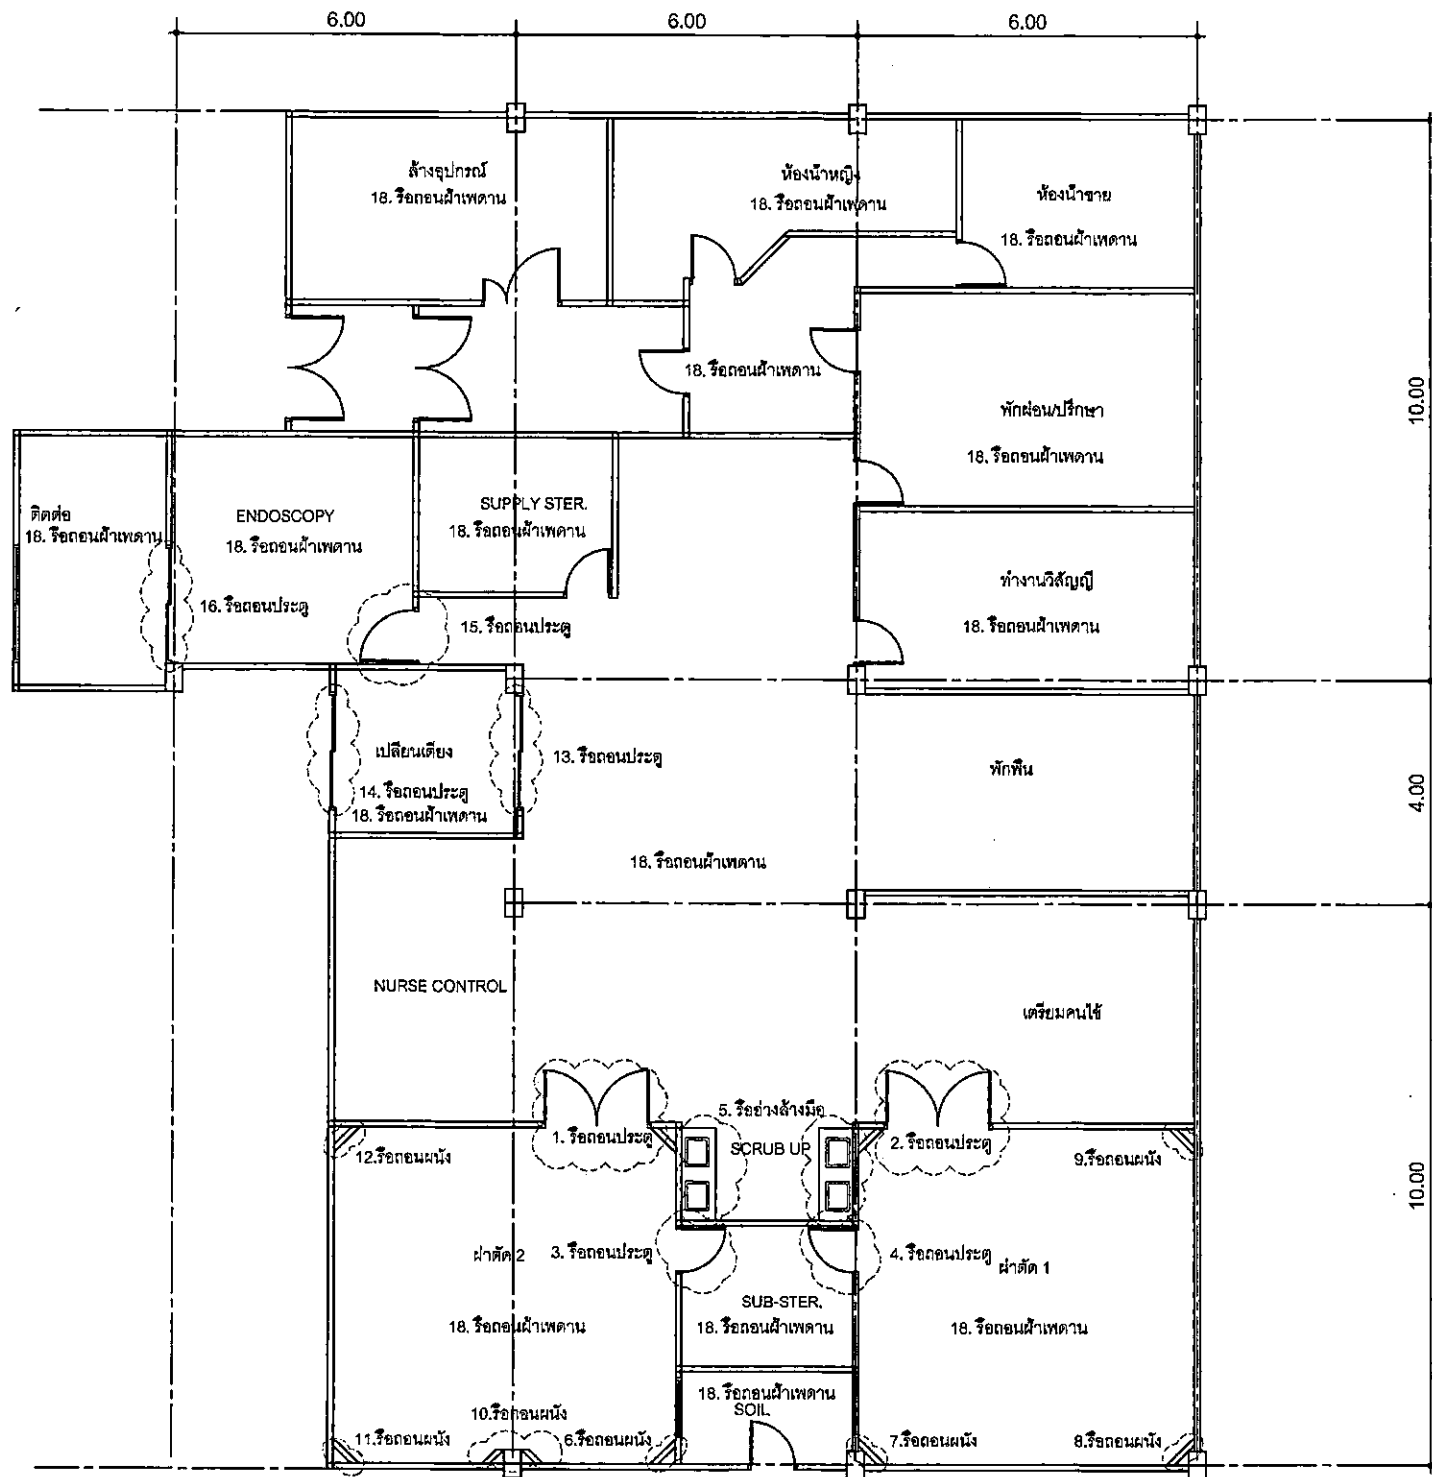 6.00
6.00
6.00
ล้างอุปกรณ์
18. รื้อถอนฝ้าเพดาน
ห้องน้ำหญิง
18. รื้อถอนฝ้าเพดาน
ห้องน้ำชาย
18. รื้อถอนฝ้าเพดาน
18. รื้อถอนฝ้าเพดาน
พักผ่อน/ปรึกษา
18. รื้อถอนฝ้าเพดาน
10.00
ติดต่อ
18. รื้อถอนฝ้าเพดาน
ENDOSCOPY
18. รื้อถอนฝ้าเพดาน
SUPPLY STER.
18. รื้อถอนฝ้าเพดาน
16. รื้อถอนประตู
15. รื้อถอนประตู
ทำงานวิสัญญี
18. รื้อถอนฝ้าเพดาน
เปลี่ยนเตียง
14. รื้อถอนประตู
18. รื้อถอนฝ้าเพดาน
13. รื้อถอนประตู
พักฟื้น
4.00
18. รื้อถอนฝ้าเพดาน
NURSE CONTROL
เตรียมคนไข้
5. รื้ออ่างล้างมือ
SCRUB UP
1. รื้อถอนประตู
2. รื้อถอนประตู
12.รื้อถอนผนัง
9.รื้อถอนผนัง
10.00
ผ่าตัด 2
3. รื้อถอนประตู
4. รื้อถอนประตู
ผ่าตัด 1
SUB-STER.
18. รื้อถอนฝ้าเพดาน
18. รื้อถอนฝ้าเพดาน
18. รื้อถอนฝ้าเพดาน
18. รื้อถอนฝ้าเพดาน
SOIL
10.รื้อถอนผนัง
11.รื้อถอนผนัง
6.รื้อถอนผนัง
7.รื้อถอนผนัง
8.รื้อถอนผนัง